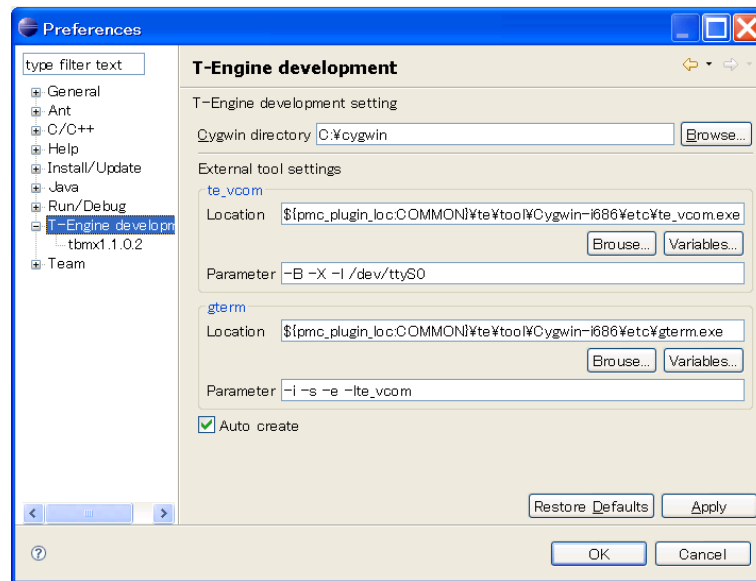 Preferences
type filter text
General
Ant
C/C++
Help
Install/Update
Java
Run/Debug
T-Engine developm
tbmx1.1.0.2
Team
T-Engine development
T-Engine development setting
Cygwin directory C:¥cygwin Browse...
External tool settings
te_vcom
Location ${pmc_plugin_loc:COMMON}¥te¥tool¥Cygwin-i686¥etc¥te_vcom.exe
Browse... Variables...
Parameter -B -X -l /dev/ttyS0
gterm
Location ${pmc_plugin_loc:COMMON}¥te¥tool¥Cygwin-i686¥etc¥gterm.exe
Browse... Variables...
Parameter -i -s -e -lte_vcom
Auto create
Restore Defaults Apply
OK Cancel